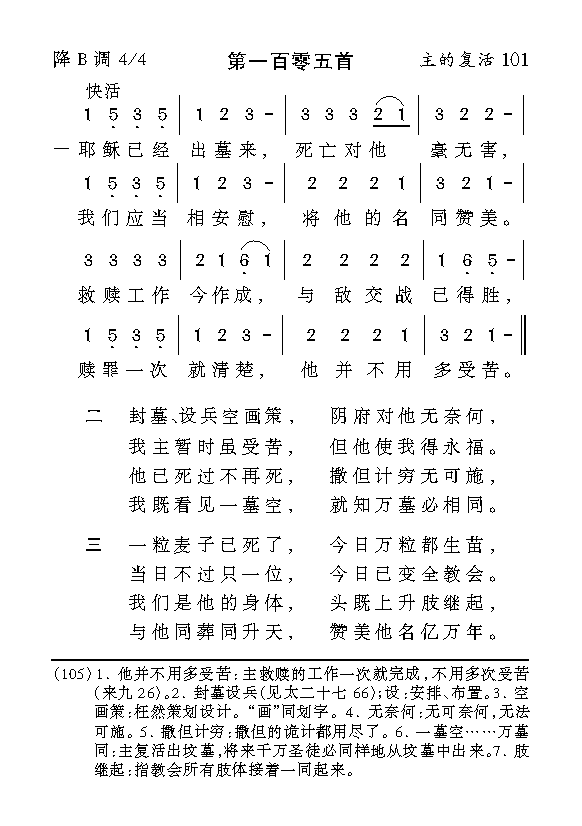 降 B 调 4/4 第一百零五首 主的复活 101
快活
1 5 3 5 | 1 2 3 - | 3 3 3 2 1 | 3 2 2 - |
一 耶稣已经 出墓来， 死亡对他 毫无害，
1 5 3 5 | 1 2 3 - | 2 2 2 1 | 3 2 1 - |
我们应当 相安慰， 将他的名 同赞美。
3 3 3 3 | 2 1 6 1 | 2 2 2 2 | 1 6 5 - |
救赎工作 今作成， 与敌交战 已得胜，
1 5 3 5 | 1 2 3 - | 2 2 2 1 | 3 2 1 - ‖
赎罪一次 就清楚， 他并不用 多受苦。
二 封墓、设兵空画策， 阴府对他无奈何，
我主暂时虽受苦， 但他使我得永福。
他已死过不再死， 撒但计穷无可施，
我既看见一墓空， 就知万墓必相同。
三 一粒麦子已死了， 今日万粒都生苗，
当日不过只一位， 今日已变全教会。
我们是他的身体， 头既上升肢继起，
与他同葬同升天， 赞美他名亿万年。
(105) 1. 他并不用多受苦：主救赎的工作一次就完成，不用多次受苦
(来九 26)。2. 封墓设兵(见太二十七 66)；设：安排、布置。3. 空
画策：枉然策划设计。“画”同划字。 4. 无奈何：无可奈何，无法
可施。 5. 撒但计穷：撒但的诡计都用尽了。 6. 一墓空……万墓
同：主复活出坟墓，将来千万圣徒必同样地从坟墓中出来。7. 肢
继起：指教会所有肢体接着一同起来。